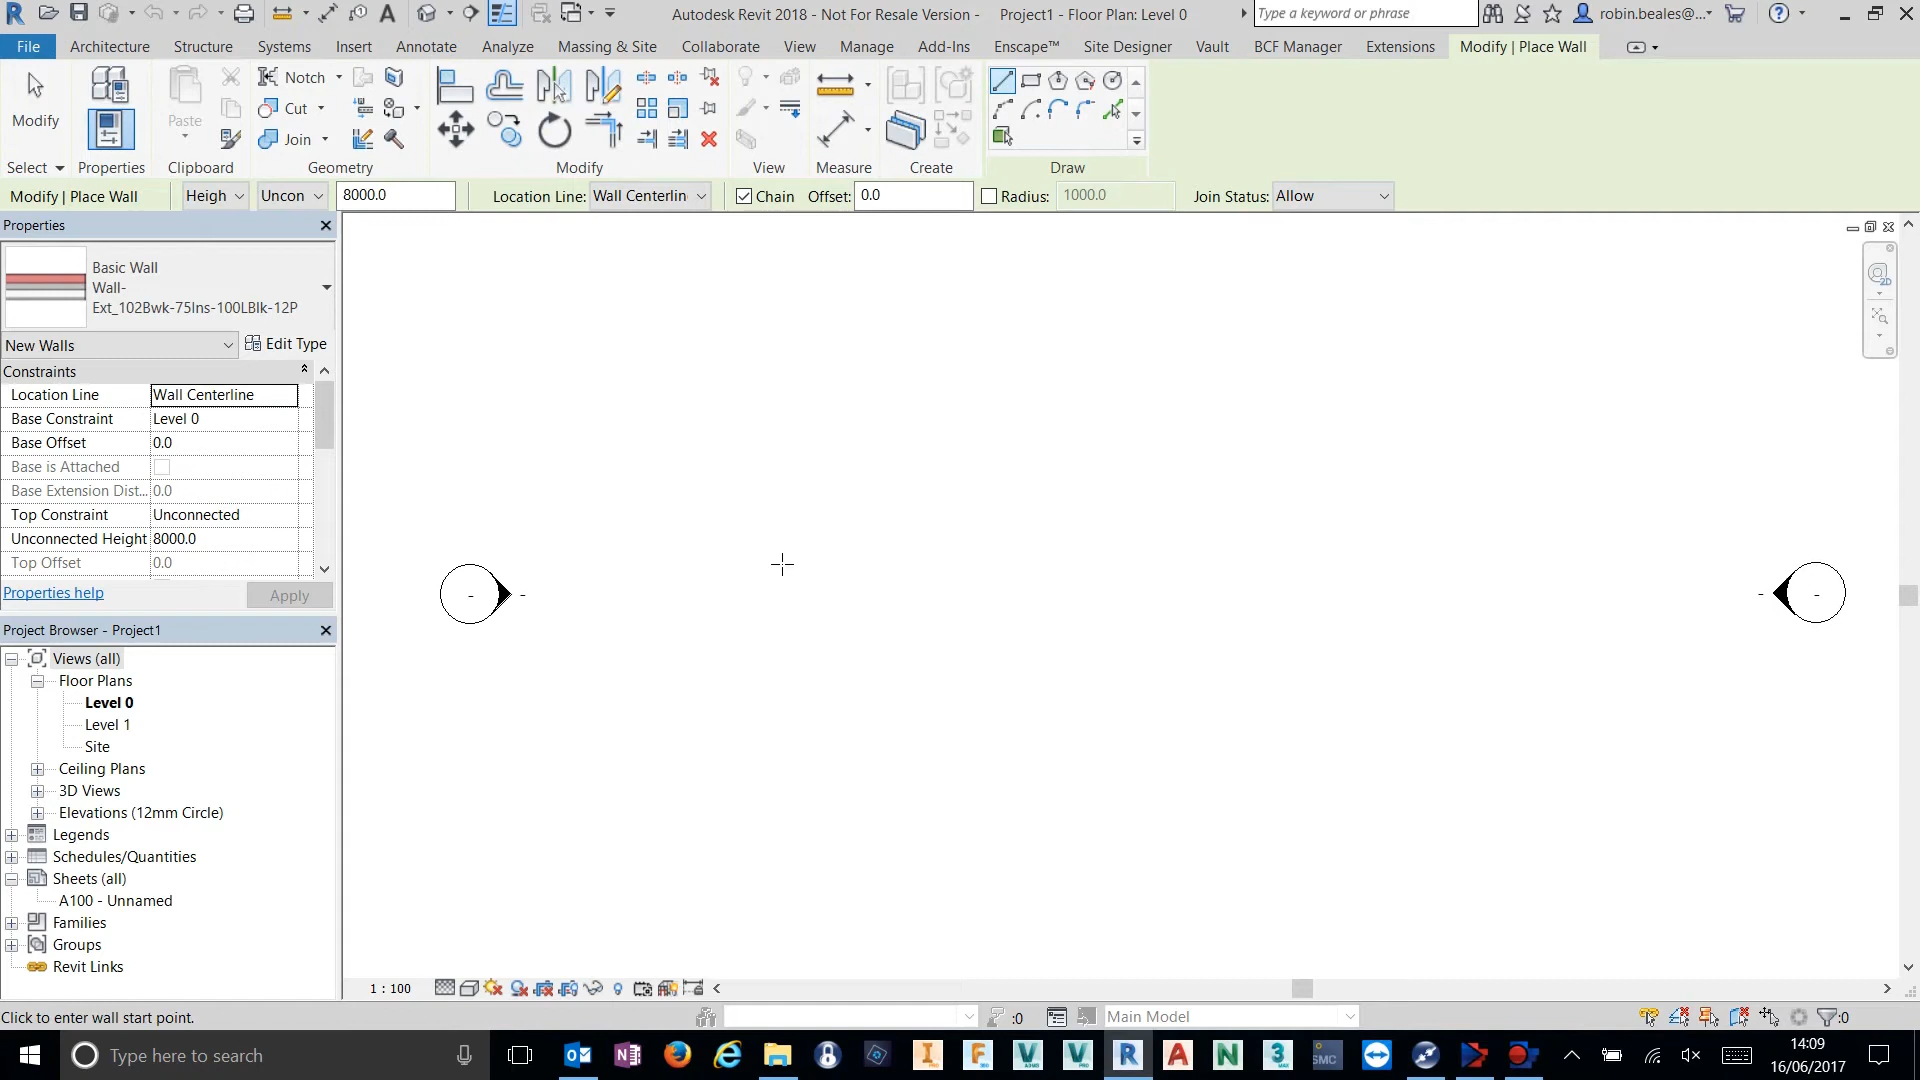 Autodesk Revit 2018 - Not For Resale Version - Project1 - Floor Plan: Level 0
Type a keyword or phrase
robin.beales@...
File Architecture Structure Systems Insert Annotate Analyze Massing & Site Collaborate View Manage Add-Ins Enscape™ Site Designer Vault BCF Manager Extensions Modify | Place Wall
Modify
Paste
Notch
Cut
Join
Select Properties Clipboard Geometry Modify View Measure Create Draw
Modify | Place Wall Heigh Uncon 8000.0 Location Line: Wall Centerlin Chain Offset: 0.0 Radius: 1000.0 Join Status: Allow
Properties
Basic Wall
Wall-
Ext_102Bwk-75Ins-100LBlk-12P
New Walls Edit Type
Constraints
Location Line Wall Centerline
Base Constraint Level 0
Base Offset 0.0
Base is Attached
Base Extension Dist... 0.0
Top Constraint Unconnected
Unconnected Height 8000.0
Top Offset 0.0
Properties help Apply
Project Browser - Project1
Views (all)
Floor Plans
Level 0
Level 1
Site
Ceiling Plans
3D Views
Elevations (12mm Circle)
Legends
Schedules/Quantities
Sheets (all)
A100 - Unnamed
Families
Groups
Revit Links
2D
1 : 100
Click to enter wall start point.
:0
Main Model
:0
Type here to search
SMC
14:09
16/06/2017